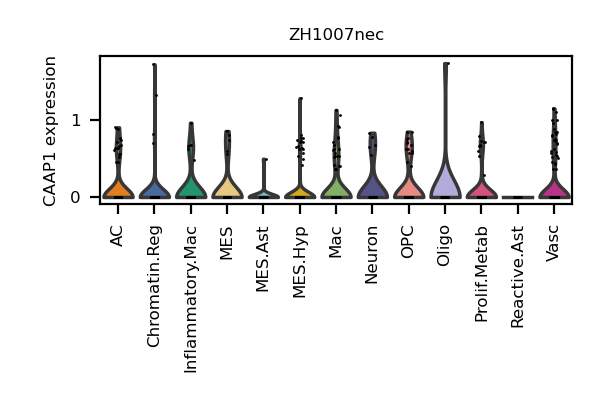 ZH1007nec
CAAP1 expression
1
0
AC
Chromatin.Reg
Inflammatory.Mac
MES
MES.Ast
MES.Hyp
Mac
Neuron
OPC
Oligo
Prolif.Metab
Reactive.Ast
Vasc